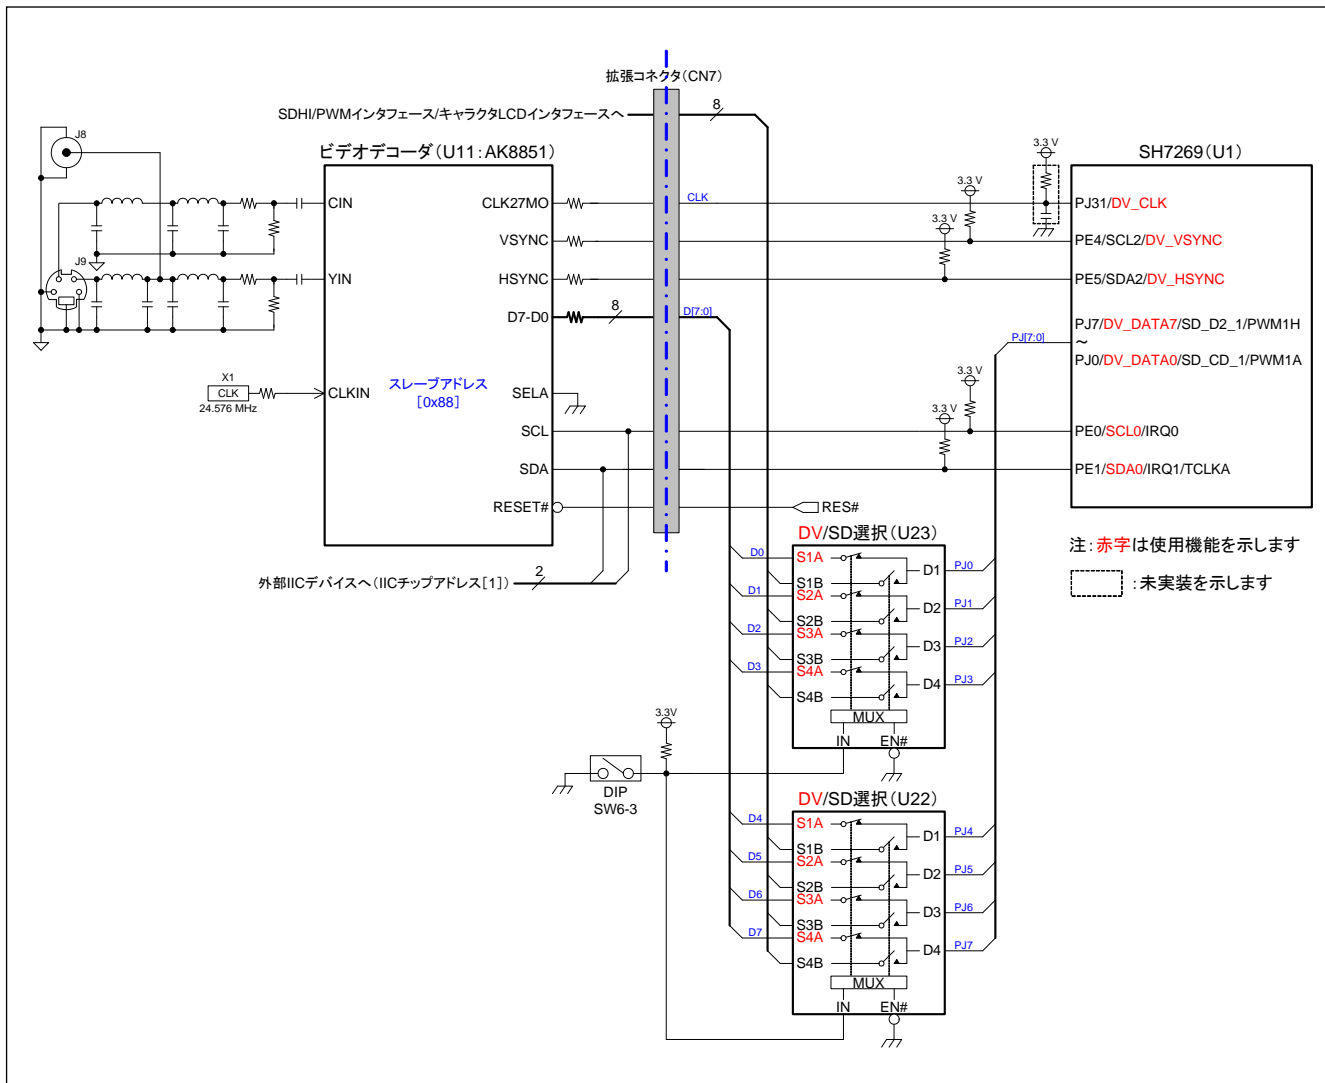 拡張コネクタ(CN7)
SDHI/PWMインタフェース/キャラクタLCDインタフェースへ
8
J8
ビデオデコーダ(U11:AK8851)
3.3 V
SH7269(U1)
3.3 V
CIN
CLK27MO
CLK
PJ31/DV_CLK
3.3 V
VSYNC
PE4/SCL2/DV_VSYNC
J9
YIN
HSYNC
PE5/SDA2/DV_HSYNC
D7-D0
8
D[7:0]
PJ7/DV_DATA7/SD_D2_1/PWM1H
PJ[7:0]
~
PJ0/DV_DATA0/SD_CD_1/PWM1A
X1
CLK
24.576 MHz
CLKIN
スレーブアドレス
[0x88]
SELA
3.3 V
3.3 V
SCL
PE0/SCL0/IRQ0
SDA
PE1/SDA0/IRQ1/TCLKA
RESET#
RES#
DV/SD選択(U23)
注:赤字は使用機能を示します
:未実装を示します
外部IICデバイスへ(IICチップアドレス[1])
2
D0
S1A
D1
PJ0
S1B
D1
S2A
D2
PJ1
S2B
D2
S3A
D3
PJ2
S3B
D3
S4A
D4
PJ3
S4B
MUX
IN
EN#
3.3V
DIP
SW6-3
DV/SD選択(U22)
D4
S1A
D1
PJ4
S1B
D5
S2A
D2
PJ5
S2B
D6
S3A
D3
PJ6
S3B
D7
S4A
D4
PJ7
S4B
MUX
IN
EN#